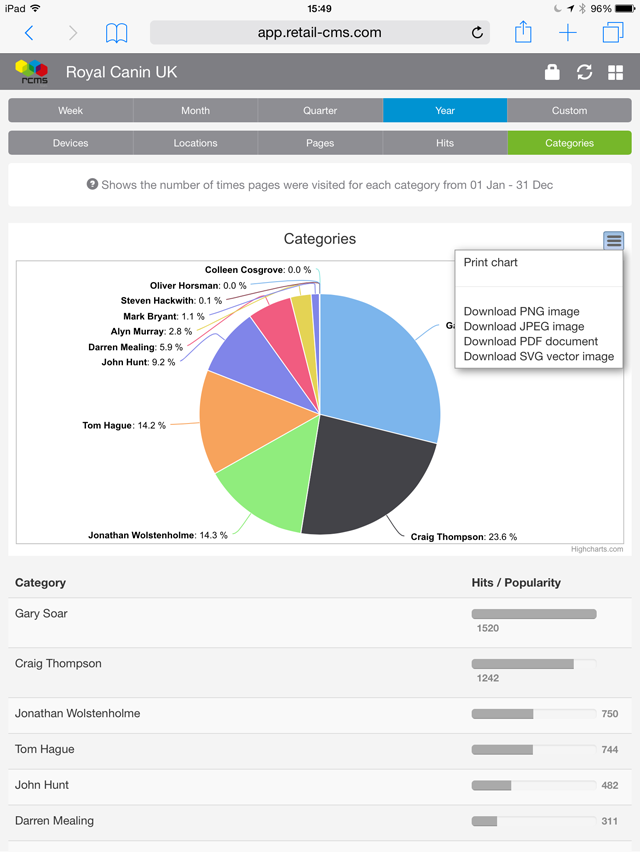 iPad 15:49 96%
app.retail-cms.com
rcms Royal Canin UK
Week Month Quarter Year Custom
Devices Locations Pages Hits Categories
? Shows the number of times pages were visited for each category from 01 Jan - 31 Dec
Categories
Print chart
Download PNG image
Download JPEG image
Download PDF document
Download SVG vector image
Colleen Cosgrove: 0.0 %
Oliver Horsman: 0.0 %
Steven Hackwith: 0.1 %
Mark Bryant: 1.1 %
Alyn Murray: 2.8 %
Darren Mealing: 5.9 %
John Hunt: 9.2 %
Tom Hague: 14.2 %
Jonathan Wolstenholme: 14.3 %
Craig Thompson: 23.6 %
Highcharts.com
Category Hits / Popularity
Gary Soar
1520
Craig Thompson
1242
Jonathan Wolstenholme 750
Tom Hague 744
John Hunt 482
Darren Mealing 311